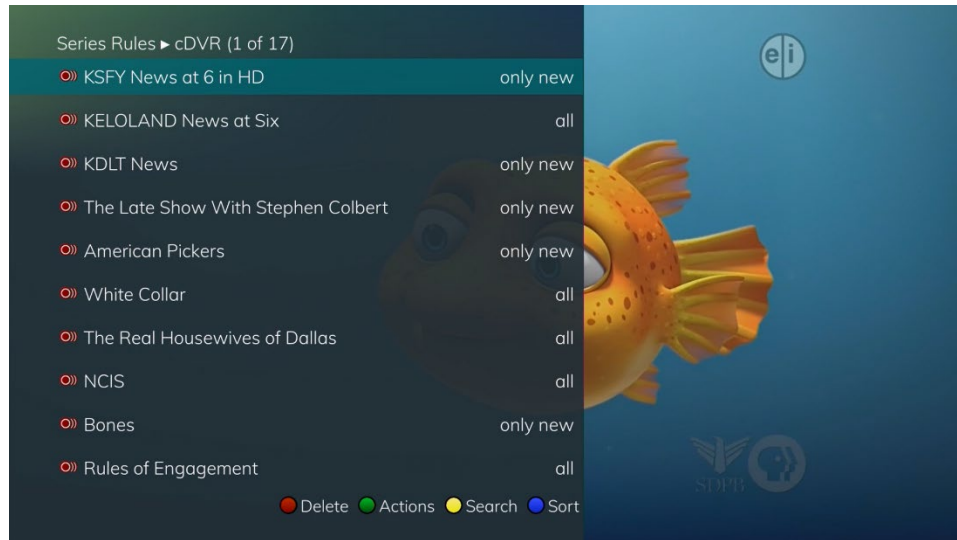 Series Rules ▸ cDVR (1 of 17)
KSFY News at 6 in HD only new
KELOLAND News at Six all
KDLT News only new
The Late Show With Stephen Colbert only new
American Pickers only new
White Collar all
The Real Housewives of Dallas all
NCIS all
Bones only new
Rules of Engagement all
Delete Actions Search Sort
e|i
SDPB